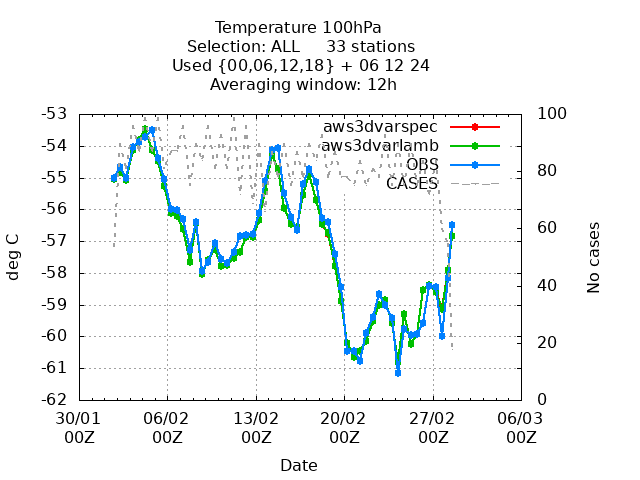 Temperature 100hPa
Selection: ALL 33 stations
Used {00,06,12,18} + 06 12 24
Averaging window: 12h
-53
-54
-55
-56
-57
-58
-59
-60
-61
-62
deg C
aws3dvarspec
aws3dvarlamb
OBS
CASES
100
80
60
40
20
0
No cases
30/01 06/02 13/02 20/02 27/02 06/03
00Z 00Z 00Z 00Z 00Z 00Z
Date